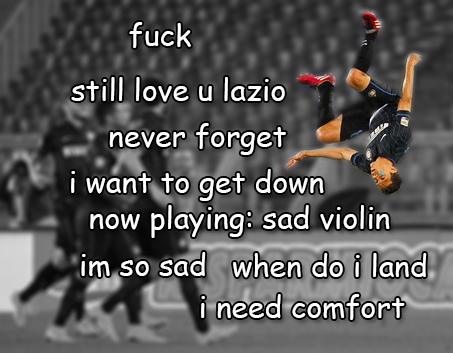 fuck
still love u lazio
never forget
i want to get down
now playing: sad violin
im so sad
when do i land
i need comfort